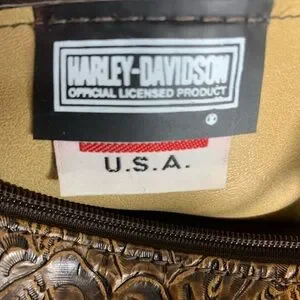 HARLEY-DAVIDSON
OFFICIAL LICENSED PRODUCT
®
U.S.A.